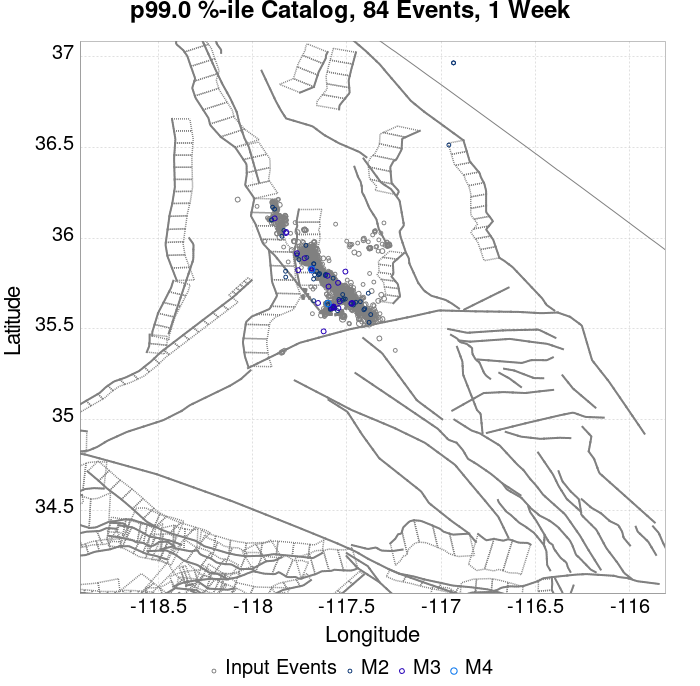 p99.0 %-ile Catalog, 84 Events, 1 Week
37
36.5
36
35.5
35
34.5
Latitude
-118.5 -118 -117.5 -117 -116.5 -116
Longitude
Input Events M2 M3 M4